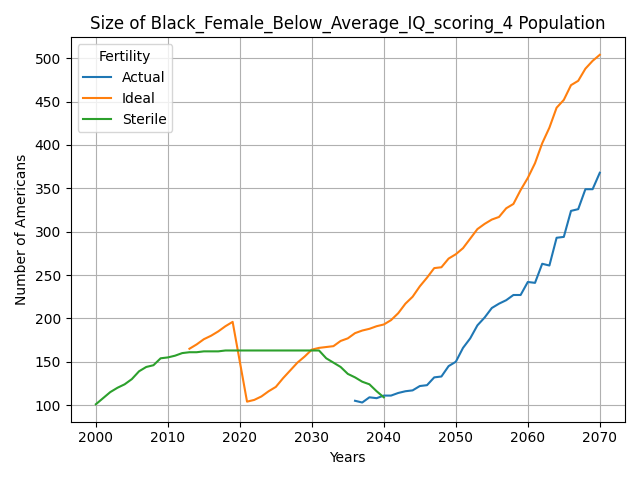 Size of Black_Female_Below_Average_IQ_scoring_4 Population
Fertility
Actual
Ideal
Sterile
Number of Americans
500
450
400
350
300
250
200
150
100
2000
2010
2020
2030
2040
2050
2060
2070
Years